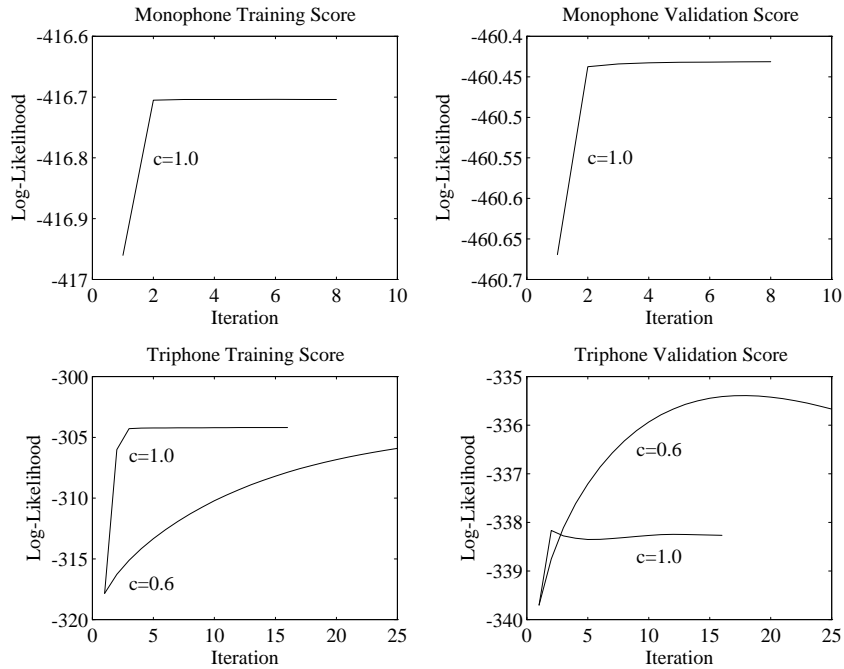 Monophone Training Score
-416.6
-416.7
-416.8
-416.9
-417
Log-Likelihood
c=1.0
0 2 4 6 8 10
Iteration
Monophone Validation Score
-460.4
-460.45
-460.5
-460.55
-460.6
-460.65
-460.7
Log-Likelihood
c=1.0
0 2 4 6 8 10
Iteration
Triphone Training Score
-300
-305
-310
-315
-320
Log-Likelihood
c=1.0
c=0.6
0 5 10 15 20 25
Iteration
Triphone Validation Score
-335
-336
-337
-338
-339
-340
Log-Likelihood
c=0.6
c=1.0
0 5 10 15 20 25
Iteration